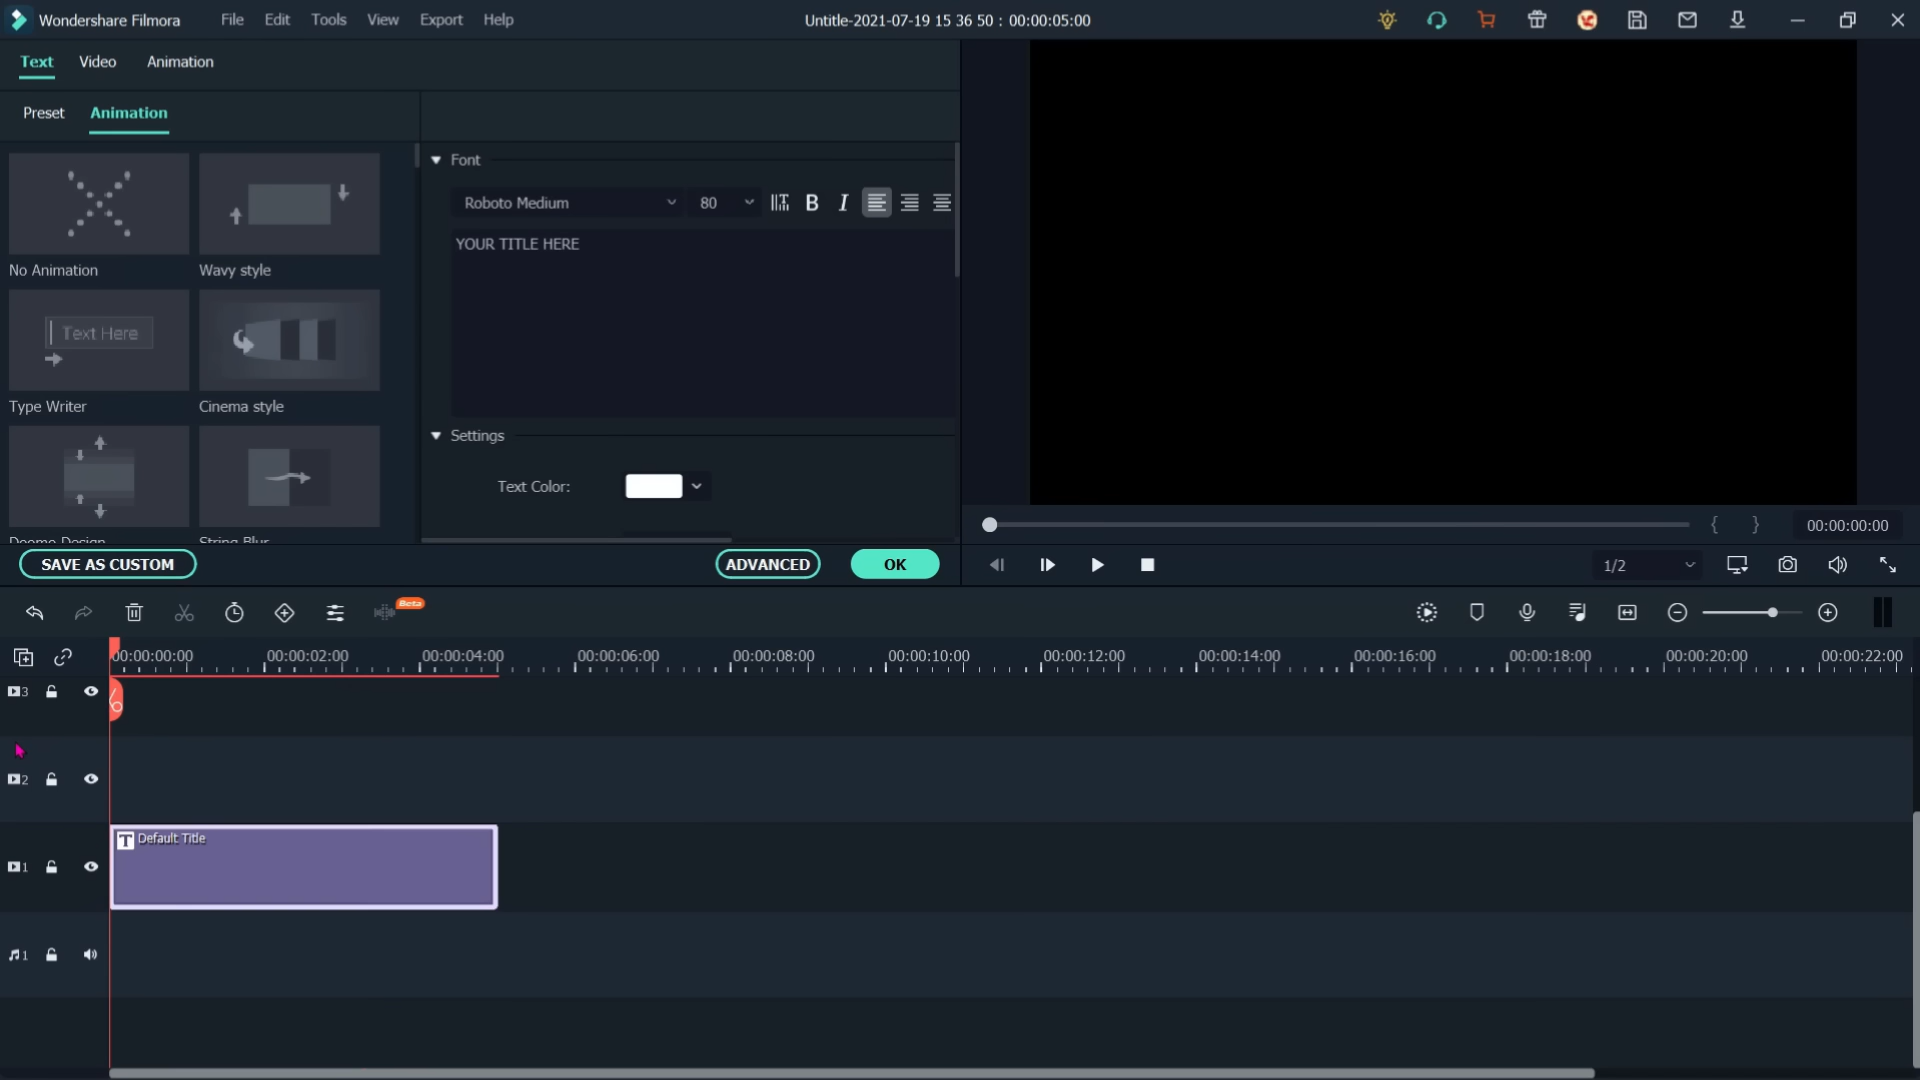 Wondershare Filmora File Edit Tools View Export Help Untitle-2021-07-19 15 36 50 : 00:00:05:00
Text Video Animation
Preset Animation
Font
Roboto Medium 80 B I
YOUR TITLE HERE
No Animation Wavy style
Text Here
Type Writer Cinema style
Settings
Text Color:
String Blur
{ } 00:00:00:00
SAVE AS CUSTOM ADVANCED OK 1/2
Beta
00:00:00:00 00:00:02:00 00:00:04:00 00:00:06:00 00:00:08:00 00:00:10:00 00:00:12:00 00:00:14:00 00:00:16:00 00:00:18:00 00:00:20:00 00:00:22:00
3
2
T Default Title
1
1